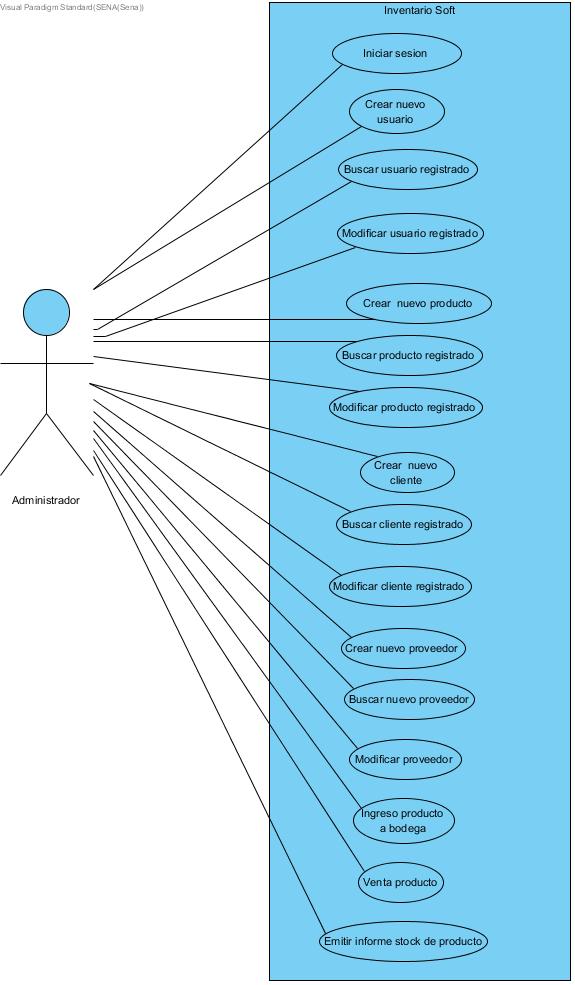 Visual Paradigm Standard(SENA(Sena))
Inventario Soft
Iniciar sesion
Crear nuevo
usuario
Buscar usuario registrado
Modificar usuario registrado
Crear nuevo producto
Buscar producto registrado
Modificar producto registrado
Crear nuevo
cliente
Administrador
Buscar cliente registrado
Modificar cliente registrado
Crear nuevo proveedor
Buscar nuevo proveedor
Modificar proveedor
Ingreso producto
a bodega
Venta producto
Emitir informe stock de producto